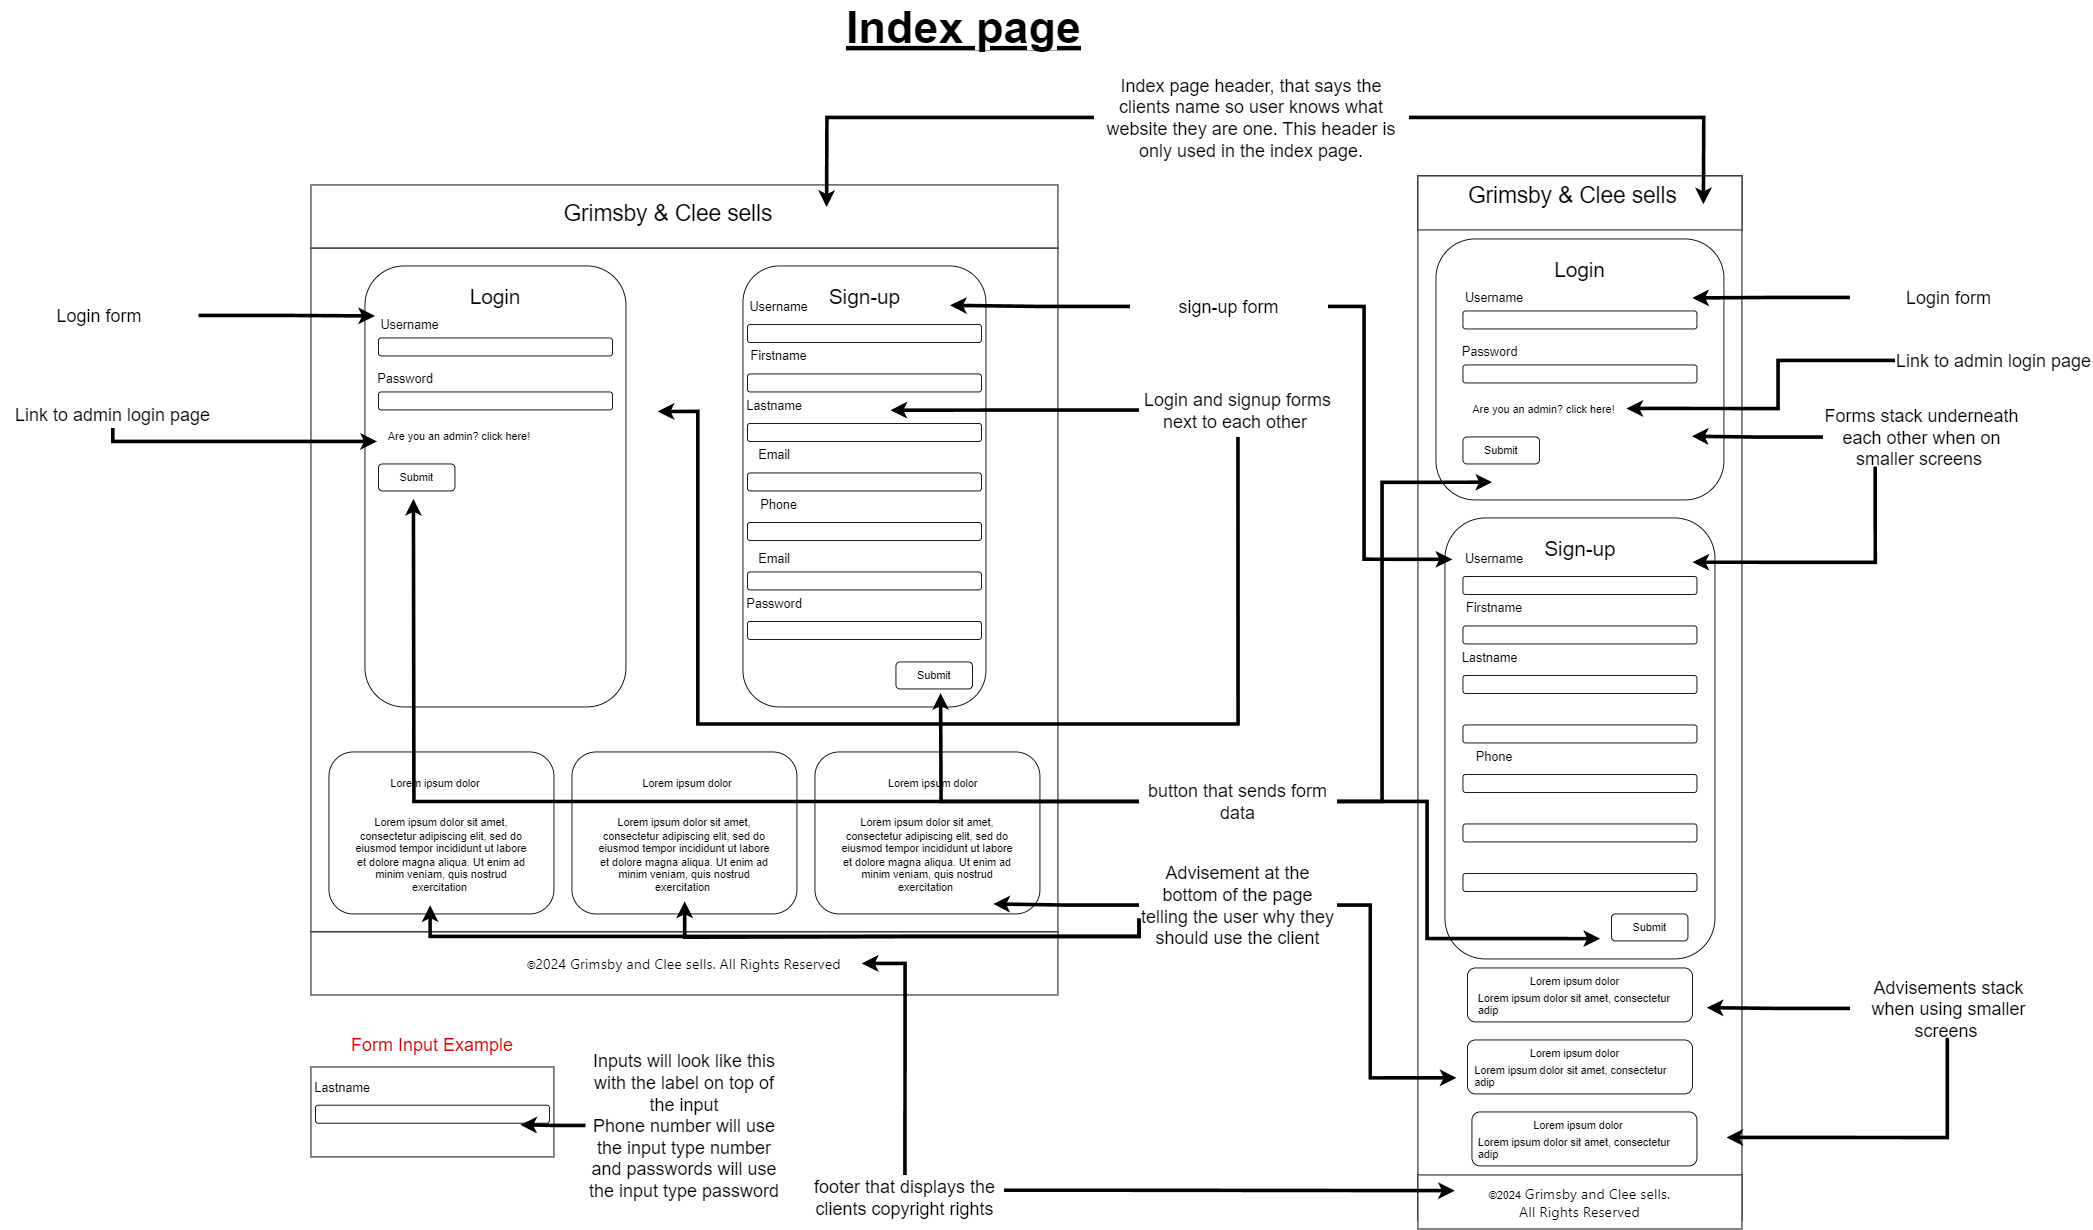 Index page
Index page header, that says the
clients name so user knows what
website they are one. This header is
only used in the index page.
Grimsby & Clee sells
Login
Username
Password
Are you an admin? click here!
Submit
Sign-up
Username
Firstname
Lastname
Email
Phone
Email
Password
Submit
Login form
Link to admin login page
sign-up form
Login and signup forms
next to each other
Lorem ipsum dolor
Lorem ipsum dolor sit amet,
consectetur adipiscing elit, sed do
eiusmod tempor incididunt ut labore
et dolore magna aliqua. Ut enim ad
minim veniam, quis nostrud
exercitation
Lorem ipsum dolor
Lorem ipsum dolor sit amet,
consectetur adipiscing elit, sed do
eiusmod tempor incididunt ut labore
et dolore magna aliqua. Ut enim ad
minim veniam, quis nostrud
exercitation
Lorem ipsum dolor
Lorem ipsum dolor sit amet,
consectetur adipiscing elit, sed do
eiusmod tempor incididunt ut labore
et dolore magna aliqua. Ut enim ad
minim veniam, quis nostrud
exercitation
button that sends form
data
Advisement at the
bottom of the page
telling the user why they
should use the client
©2024 Grimsby and Clee sells. All Rights Reserved
Form Input Example
Lastname
Inputs will look like this
with the label on top of
the input
Phone number will use
the input type number
and passwords will use
the input type password
footer that displays the
clients copyright rights
Grimsby & Clee sells
Login
Username
Password
Are you an admin? click here!
Submit
Sign-up
Username
Firstname
Lastname
Phone
Submit
Lorem ipsum dolor
Lorem ipsum dolor sit amet, consectetur
adip
Lorem ipsum dolor
Lorem ipsum dolor sit amet, consectetur
adip
Lorem ipsum dolor
Lorem ipsum dolor sit amet, consectetur
adip
©2024 Grimsby and Clee sells.
All Rights Reserved
Login form
Link to admin login page
Forms stack underneath
each other when on
smaller screens
Advisements stack
when using smaller
screens